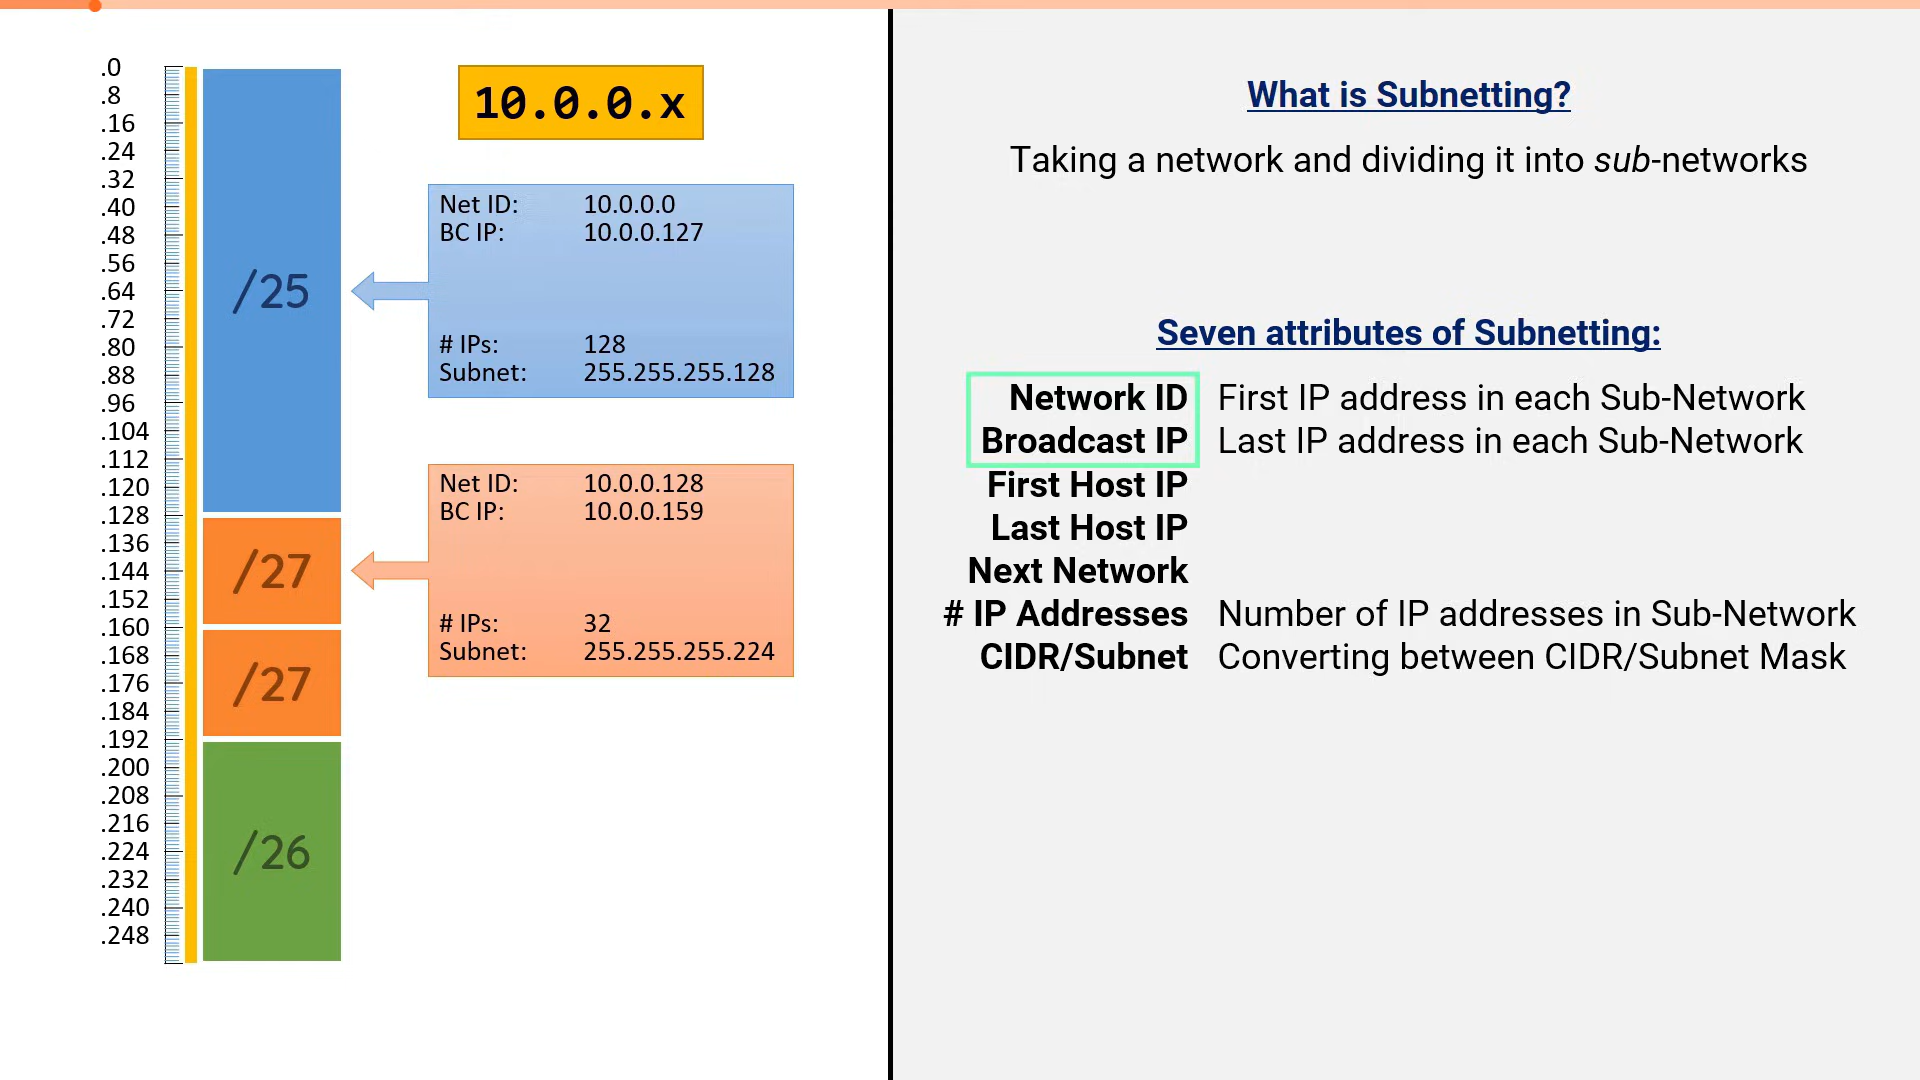 .0
.8
.16
.24
.32
.40
.48
.56
.64
.72
.80
.88
.96
.104
.112
.120
.128
.136
.144
.152
.160
.168
.176
.184
.192
.200
.208
.216
.224
.232
.240
.248
/25
/27
/27
/26
10.0.0.x
Net ID: 10.0.0.0
BC IP: 10.0.0.127
# IPs: 128
Subnet: 255.255.255.128
Net ID: 10.0.0.128
BC IP: 10.0.0.159
# IPs: 32
Subnet: 255.255.255.224
What is Subnetting?
Taking a network and dividing it into sub-networks
Seven attributes of Subnetting:
Network ID First IP address in each Sub-Network
Broadcast IP Last IP address in each Sub-Network
First Host IP
Last Host IP
Next Network
# IP Addresses Number of IP addresses in Sub-Network
CIDR/Subnet Converting between CIDR/Subnet Mask